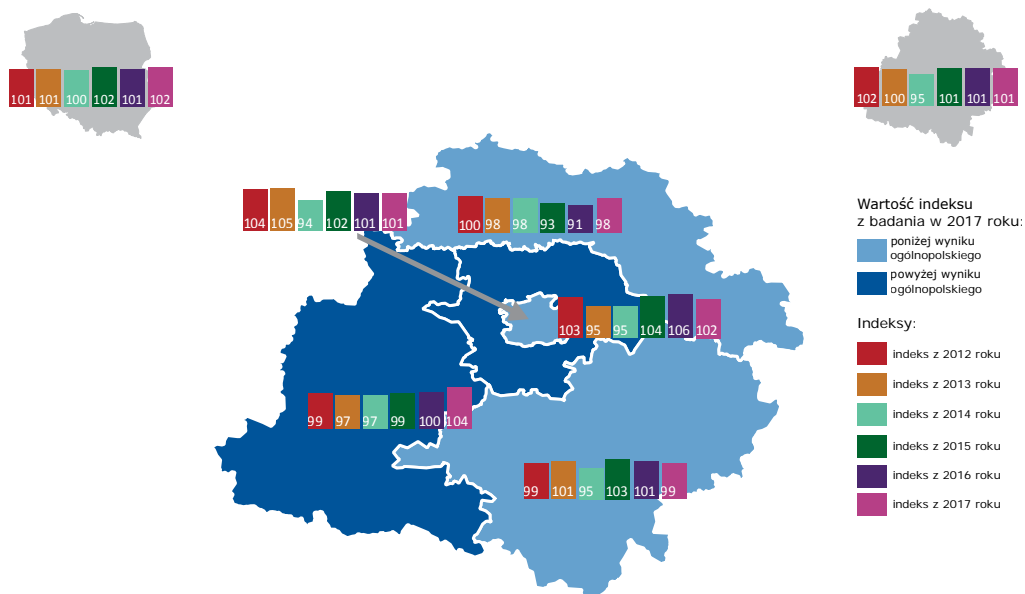 101 101 100 102 101 102
102 100 95 101 101 101
104 105 94 102 101 101
100 98 98 93 91 98
103 95 95 104 106 102
99 97 97 99 100 104
99 101 95 103 101 99
Wartość indeksu
z badania w 2017 roku:
poniżej wyniku
ogólnopolskiego
powyżej wyniku
ogólnopolskiego
Indeksy:
indeks z 2012 roku
indeks z 2013 roku
indeks z 2014 roku
indeks z 2015 roku
indeks z 2016 roku
indeks z 2017 roku